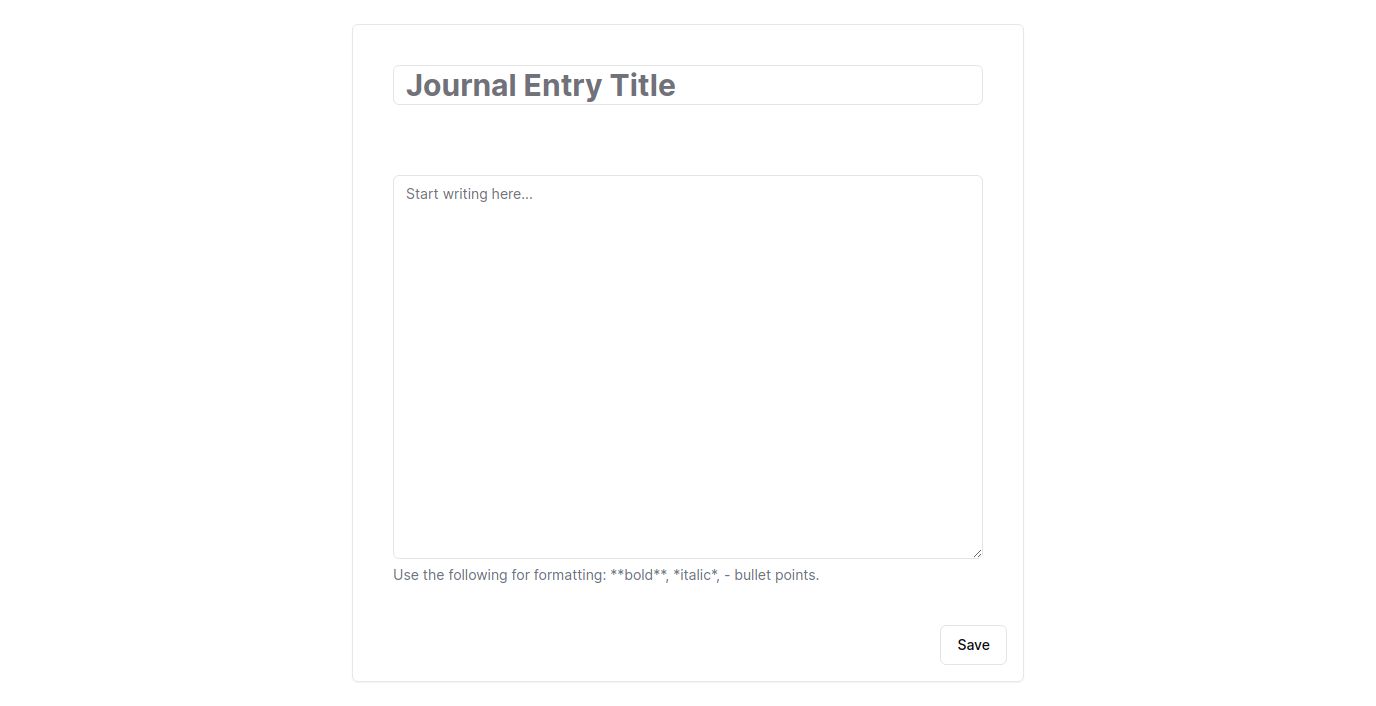 Journal Entry Title
Start writing here...
Use the following for formatting: **bold**, *italic*, - bullet points.
Save